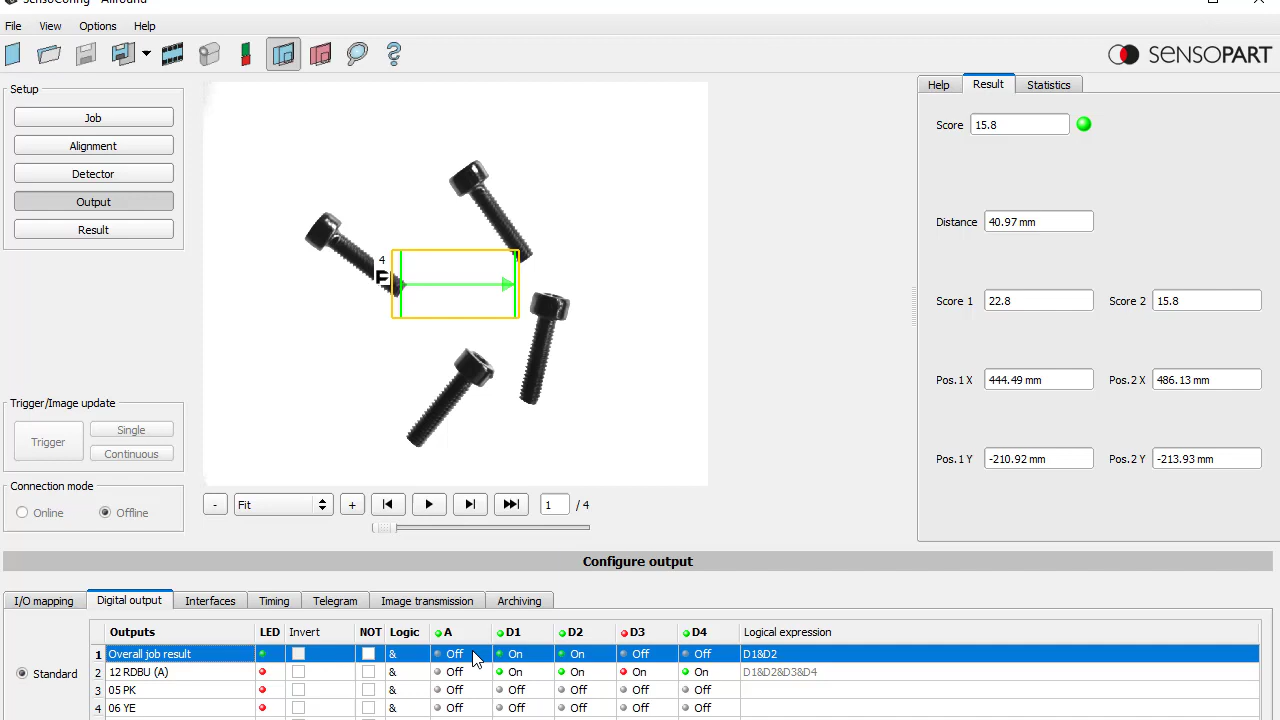 SensoConfig - Allround
File View Options Help
SENSOPART
Setup
Job
Alignment
Detector
Output
Result
Trigger/Image update
Trigger
Single
Continuous
Connection mode
Online Offline
4
- Fit + 1 / 4
Help Result Statistics
Score 15.8
Distance 40.97 mm
Score 1 22.8 Score 2 15.8
Pos.1 X 444.49 mm Pos.2 X 486.13 mm
Pos.1 Y -210.92 mm Pos.2 Y -213.93 mm
Configure output
I/O mapping Digital output Interfaces Timing Telegram Image transmission Archiving
Standard
Outputs LED Invert NOT Logic A D1 D2 D3 D4 Logical expression
1 Overall job result & Off On On Off Off D1&D2
2 12 RDBU (A) & Off On On On On D1&D2&D3&D4
3 05 PK & Off Off Off Off Off
4 06 YE & Off Off Off Off Off